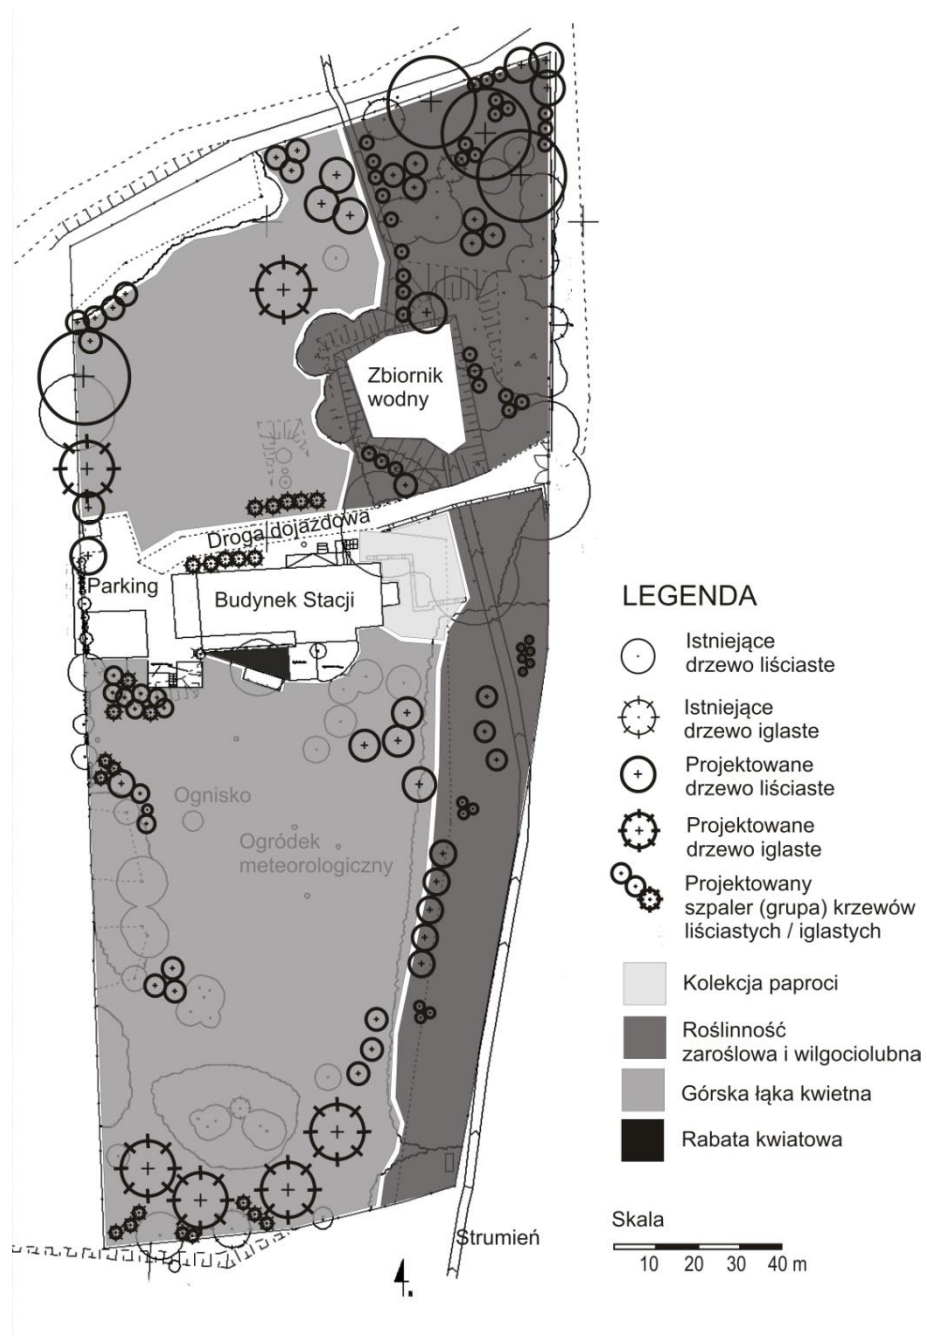 Zbiornik
wodny
Droga dojazdowa
Parking
Budynek Stacji
Ognisko
Ogródek
meteorologiczny
Strumień
LEGENDA
Istniejące
drzewo liściaste
Istniejące
drzewo iglaste
Projektowane
drzewo liściaste
Projektowane
drzewo iglaste
Projektowany
szpaler (grupa) krzewów
liściastych / iglastych
Kolekcja paproci
Roślinność
zaroślowa i wilgociolubna
Górska łąka kwietna
Rabata kwiatowa
Skala
10 20 30 40 m